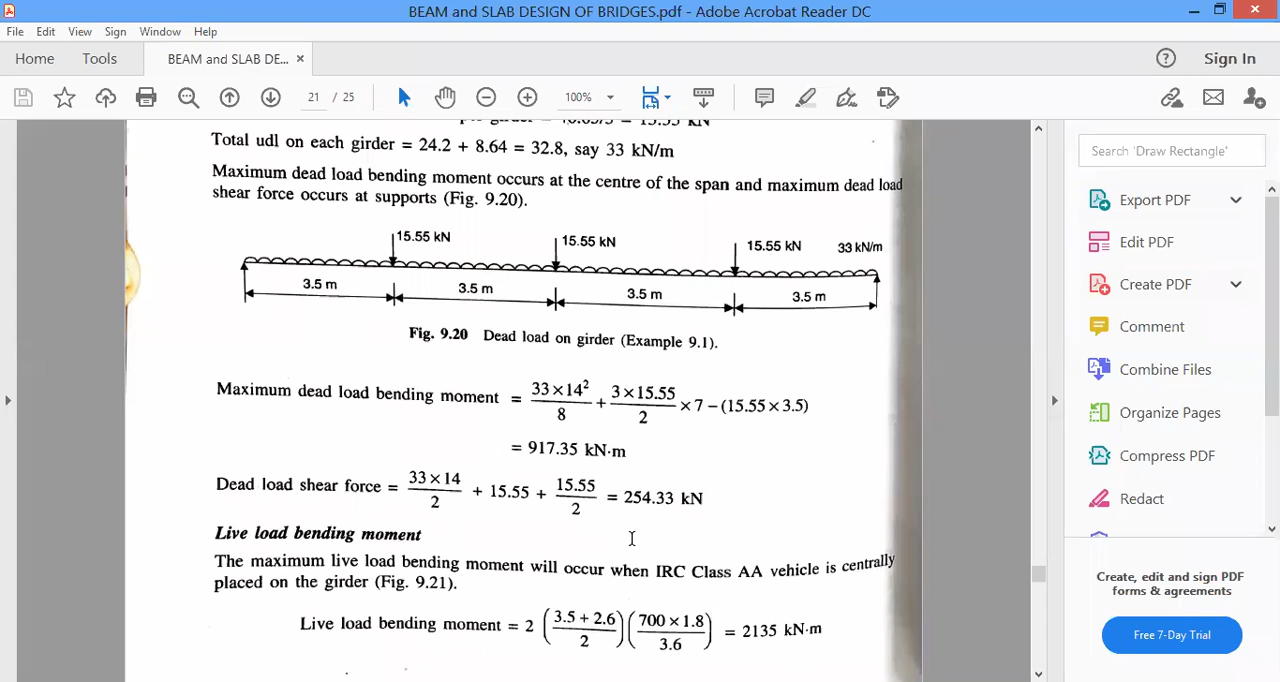 BEAM and SLAB DESIGN OF BRIDGES.pdf - Adobe Acrobat Reader DC
File Edit View Sign Window Help
Home Tools BEAM and SLAB DE... × Sign In
21 / 25 100%
Total udl on each girder = 24.2 + 8.64 = 32.8, say 33 kN/m
Maximum dead load bending moment occurs at the centre of the span and maximum dead load
shear force occurs at supports (Fig. 9.20).
15.55 kN 15.55 kN 15.55 kN 33 kN/m
3.5 m 3.5 m 3.5 m 3.5 m
Fig. 9.20 Dead load on girder (Example 9.1).
Maximum dead load bending moment = 33 × 14²/8 + 3 × 15.55/2 × 7 − (15.55 × 3.5)
= 917.35 kN·m
Dead load shear force = 33 × 14/2 + 15.55 + 15.55/2 = 254.33 kN
Live load bending moment
The maximum live load bending moment will occur when IRC Class AA vehicle is centrally
placed on the girder (Fig. 9.21).
Live load bending moment = 2 (3.5 + 2.6/2) (700 × 1.8/3.6) = 2135 kN·m
Search 'Draw Rectangle'
Export PDF
Edit PDF
Create PDF
Comment
Combine Files
Organize Pages
Compress PDF
Redact
Create, edit and sign PDF
forms & agreements
Free 7-Day Trial